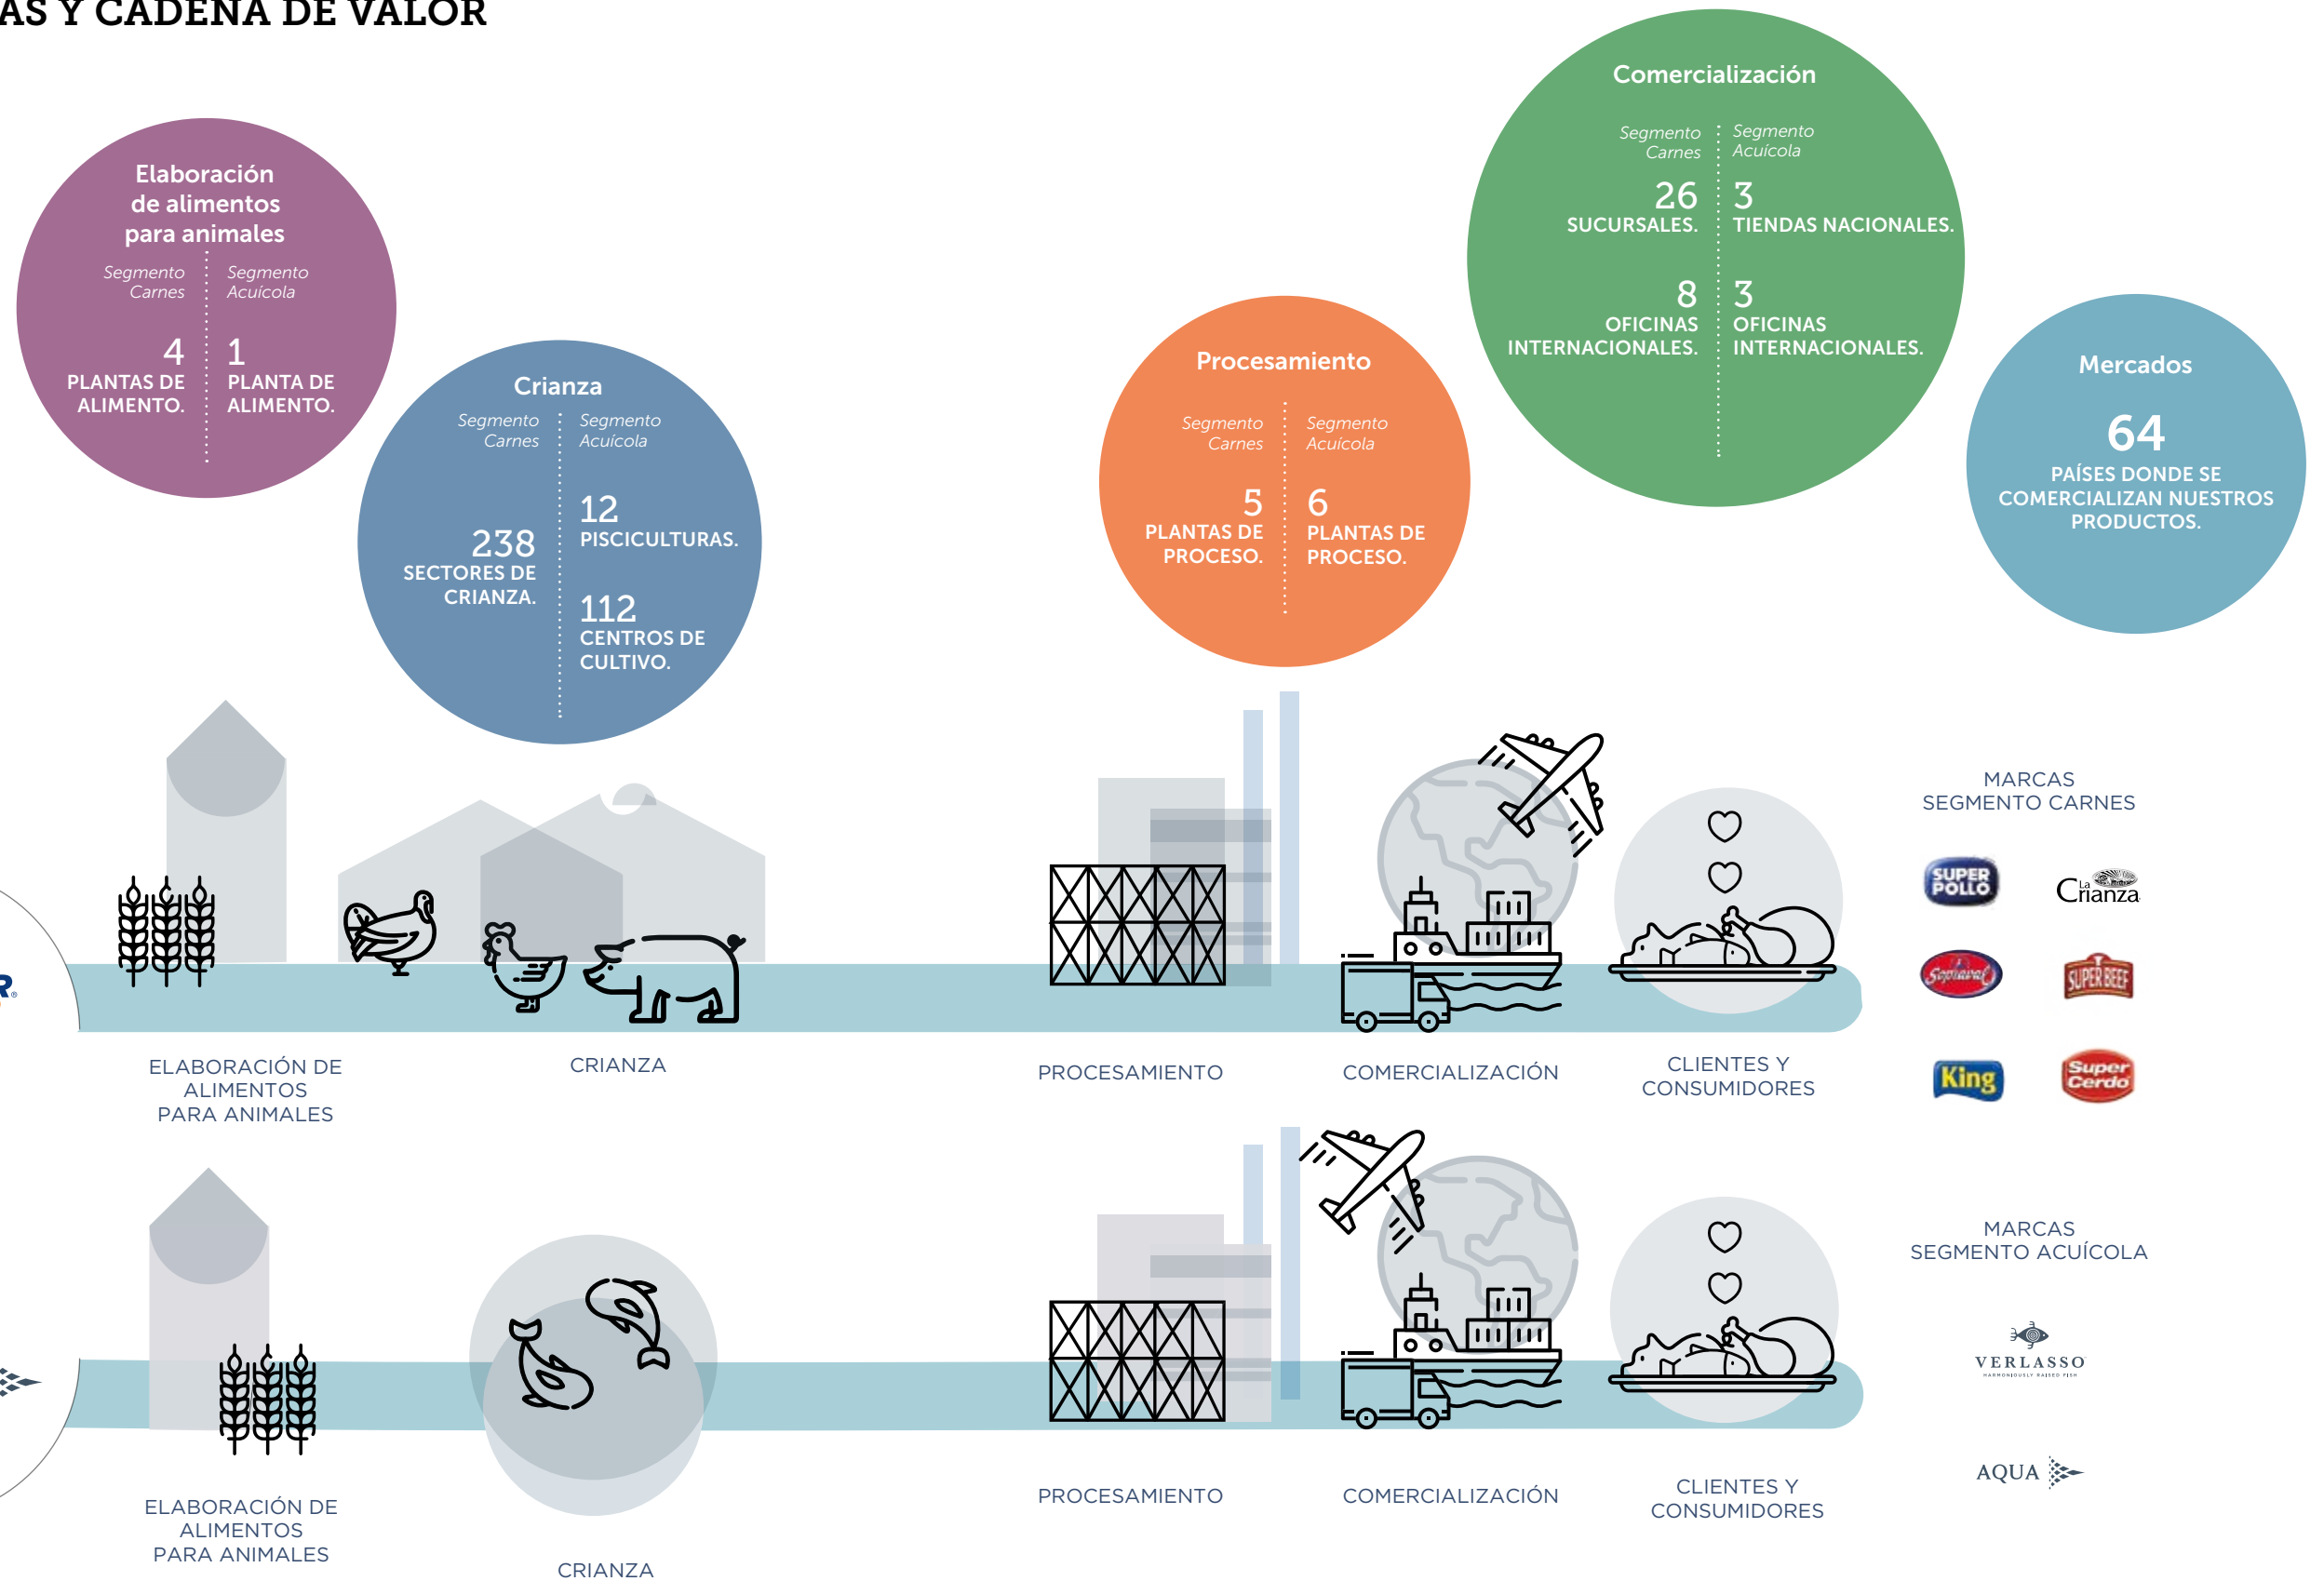 AS Y CADENA DE VALOR
Elaboración
de alimentos
para animales
Segmento
Carnes
Segmento
Acuícola
4
PLANTAS DE
ALIMENTO.
1
PLANTA DE
ALIMENTO.
Crianza
Segmento
Carnes
Segmento
Acuícola
238
SECTORES DE
CRIANZA.
12
PISCICULTURAS.
112
CENTROS DE
CULTIVO.
Procesamiento
Segmento
Carnes
Segmento
Acuícola
5
PLANTAS DE
PROCESO.
6
PLANTAS DE
PROCESO.
Comercialización
Segmento
Carnes
Segmento
Acuícola
26
SUCURSALES.
3
TIENDAS NACIONALES.
8
OFICINAS
INTERNACIONALES.
3
OFICINAS
INTERNACIONALES.
Mercados
64
PAÍSES DONDE SE
COMERCIALIZAN NUESTROS
PRODUCTOS.
R®
ELABORACIÓN DE
ALIMENTOS
PARA ANIMALES
CRIANZA
PROCESAMIENTO
COMERCIALIZACIÓN
CLIENTES Y
CONSUMIDORES
MARCAS
SEGMENTO CARNES
SUPER
POLLO
La
Crianza
Sopraval
SUPER BEEF
King
Super
Cerdo
ELABORACIÓN DE
ALIMENTOS
PARA ANIMALES
CRIANZA
PROCESAMIENTO
COMERCIALIZACIÓN
CLIENTES Y
CONSUMIDORES
MARCAS
SEGMENTO ACUÍCOLA
VERLASSO
HARMONIOUSLY RAISED FISH
AQUA